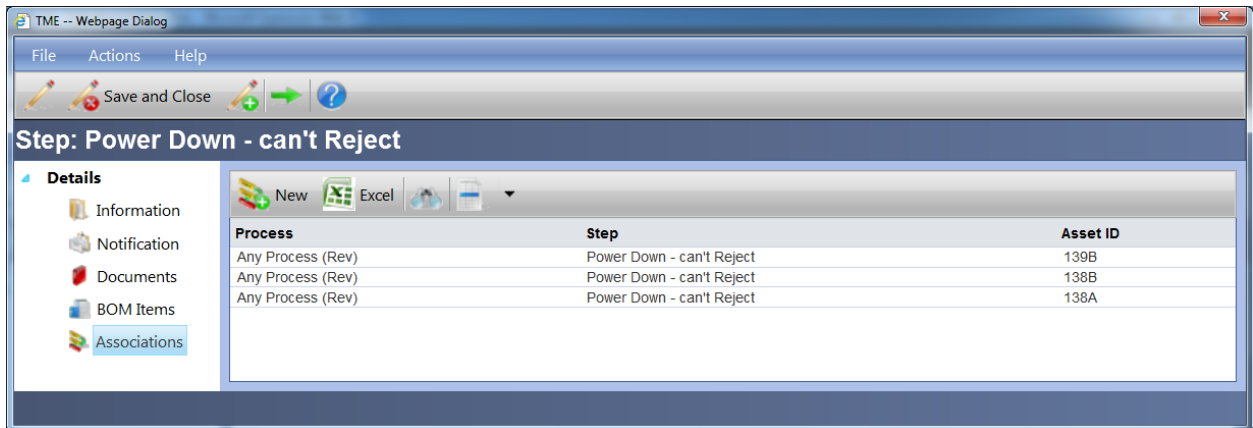 TME -- Webpage Dialog
File Actions Help
Save and Close
Step: Power Down - can't Reject
Details
Information
Notification
Documents
BOM Items
Associations
New Excel
Process Step Asset ID
Any Process (Rev) Power Down - can't Reject 139B
Any Process (Rev) Power Down - can't Reject 138B
Any Process (Rev) Power Down - can't Reject 138A